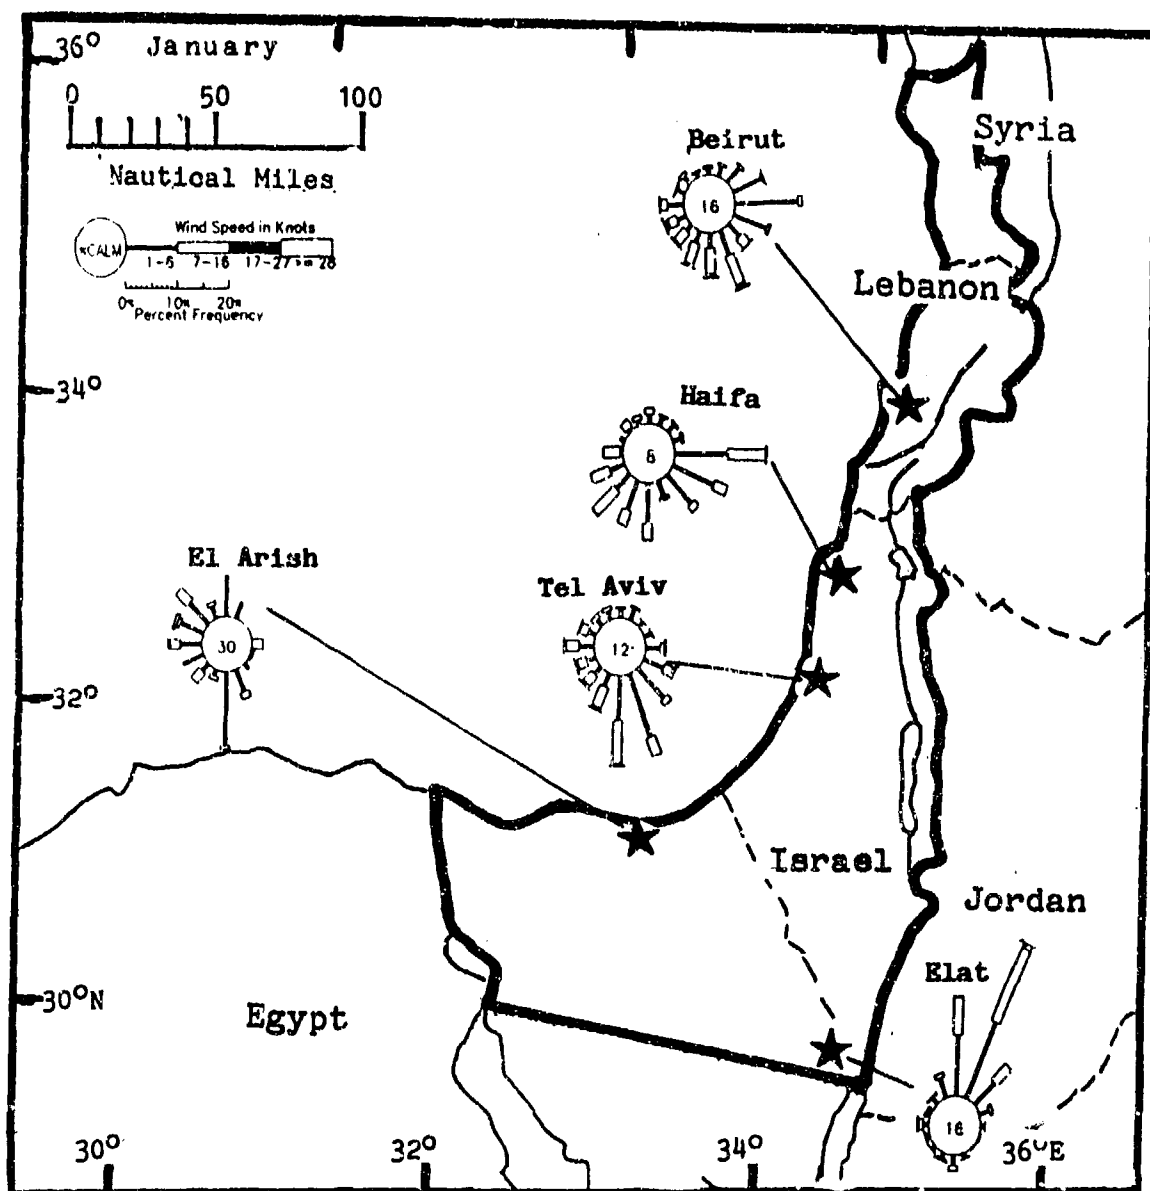 36° January
0 50 100
Nautical Miles
Wind Speed in Knots
%CALM
1-6 7-16 17-27 28
0% 10% 20%
Percent Frequency
Syria
Beirut
16
Lebanon
34°
Haifa
El Arish
30
Tel Aviv
12
32°
Israel
Jordan
Elat
30°N
Egypt
16
30° 32° 34° 36°E